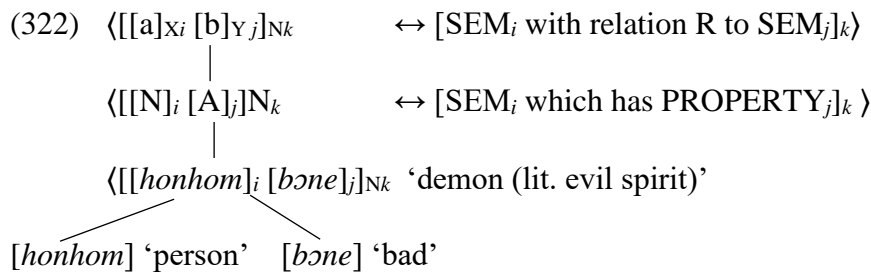 (322) ⟨[[a]Xi [b]Y j]Nk ↔ [SEMi with relation R to SEMj]k⟩
⟨[[N]i [A]j]Nk ↔ [SEMi which has PROPERTYj]k ⟩
⟨[[honhom]i [bɔne]j]Nk 'demon (lit. evil spirit)'
[honhom] 'person' [bɔne] 'bad'